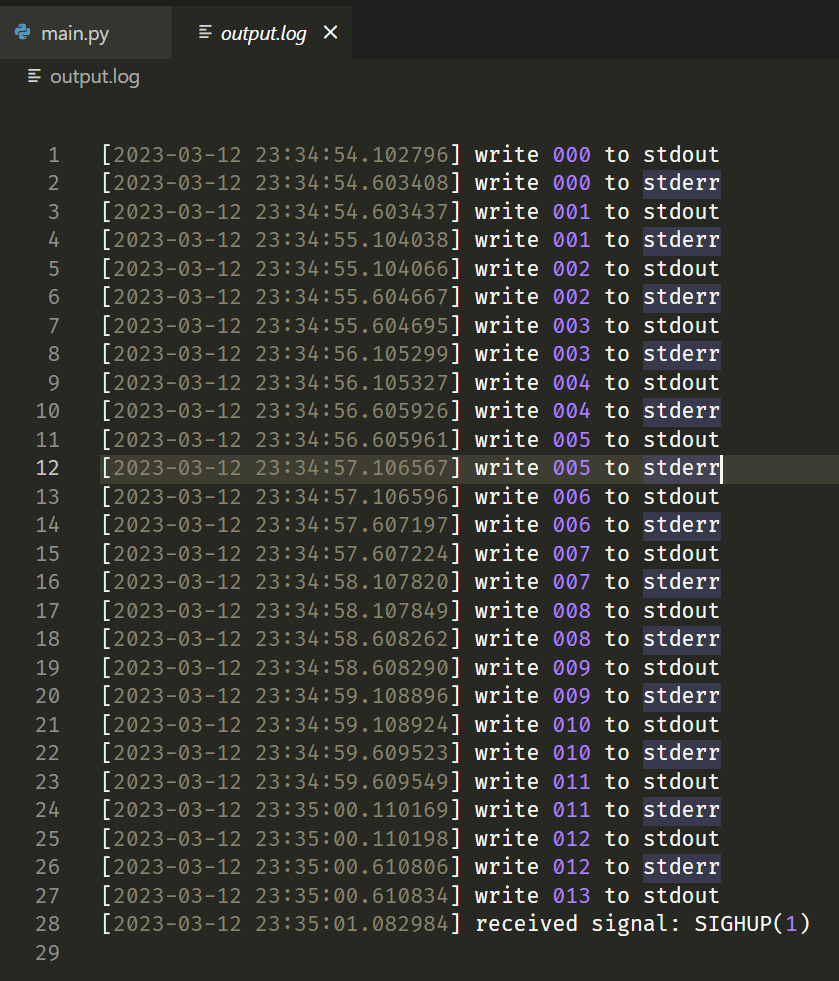 main.py output.log ×
output.log
1 [2023-03-12 23:34:54.102796] write 000 to stdout
2 [2023-03-12 23:34:54.603408] write 000 to stderr
3 [2023-03-12 23:34:54.603437] write 001 to stdout
4 [2023-03-12 23:34:55.104038] write 001 to stderr
5 [2023-03-12 23:34:55.104066] write 002 to stdout
6 [2023-03-12 23:34:55.604667] write 002 to stderr
7 [2023-03-12 23:34:55.604695] write 003 to stdout
8 [2023-03-12 23:34:56.105299] write 003 to stderr
9 [2023-03-12 23:34:56.105327] write 004 to stdout
10 [2023-03-12 23:34:56.605926] write 004 to stderr
11 [2023-03-12 23:34:56.605961] write 005 to stdout
12 [2023-03-12 23:34:57.106567] write 005 to stderr
13 [2023-03-12 23:34:57.106596] write 006 to stdout
14 [2023-03-12 23:34:57.607197] write 006 to stderr
15 [2023-03-12 23:34:57.607224] write 007 to stdout
16 [2023-03-12 23:34:58.107820] write 007 to stderr
17 [2023-03-12 23:34:58.107849] write 008 to stdout
18 [2023-03-12 23:34:58.608262] write 008 to stderr
19 [2023-03-12 23:34:58.608290] write 009 to stdout
20 [2023-03-12 23:34:59.108896] write 009 to stderr
21 [2023-03-12 23:34:59.108924] write 010 to stdout
22 [2023-03-12 23:34:59.609523] write 010 to stderr
23 [2023-03-12 23:34:59.609549] write 011 to stdout
24 [2023-03-12 23:35:00.110169] write 011 to stderr
25 [2023-03-12 23:35:00.110198] write 012 to stdout
26 [2023-03-12 23:35:00.610806] write 012 to stderr
27 [2023-03-12 23:35:00.610834] write 013 to stdout
28 [2023-03-12 23:35:01.082984] received signal: SIGHUP(1)
29